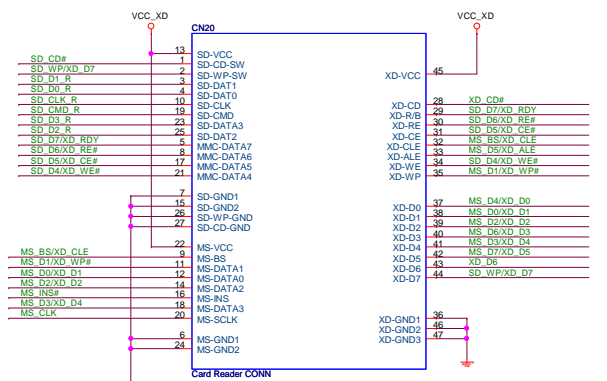 VCC_XD VCC_XD
CN20
13 SD-VCC
SD_CD# 1 SD-CD-SW
SD_WP/XD_D7 2 SD-WP-SW
SD_D1_R 3 SD-DAT1
SD_D0_R 4 SD-DAT0
SD_CLK_R 10 SD-CLK
SD_CMD_R 19 SD-CMD
SD_D3_R 23 SD-DATA3
SD_D2_R 25 SD-DAT2
SD_D7/XD_RDY 5 MMC-DATA7
SD_D6/XD_RE# 8 MMC-DATA6
SD_D5/XD_CE# 17 MMC-DATA5
SD_D4/XD_WE# 21 MMC-DATA4
7 SD-GND1
15 SD-GND2
26 SD-WP-GND
27 SD-CD-GND
22 MS-VCC
MS_BS/XD_CLE 9 MS-BS
MS_D1/XD_WP# 11 MS-DATA1
MS_D0/XD_D1 12 MS-DATA0
MS_D2/XD_D2 14 MS-DATA2
MS_INS# 16 MS-INS
MS_D3/XD_D4 18 MS-DATA3
MS_CLK 20 MS-SCLK
6 MS-GND1
24 MS-GND2
XD-VCC 45
XD-CD 28 XD_CD#
XD-R/B 29 SD_D7/XD_RDY
XD-RE 30 SD_D6/XD_RE#
XD-CE 31 SD_D5/XD_CE#
XD-CLE 32 MS_BS/XD_CLE
XD-ALE 33 MS_D5/XD_ALE
XD-WE 34 SD_D4/XD_WE#
XD-WP 35 MS_D1/XD_WP#
XD-D0 37 MS_D4/XD_D0
XD-D1 38 MS_D0/XD_D1
XD-D2 39 MS_D2/XD_D2
XD-D3 40 MS_D6/XD_D3
XD-D4 41 MS_D3/XD_D4
XD-D5 42 MS_D7/XD_D5
XD-D6 43 XD_D6
XD-D7 44 SD_WP/XD_D7
XD-GND1 36
XD-GND2 46
XD-GND3 47
Card Reader CONN